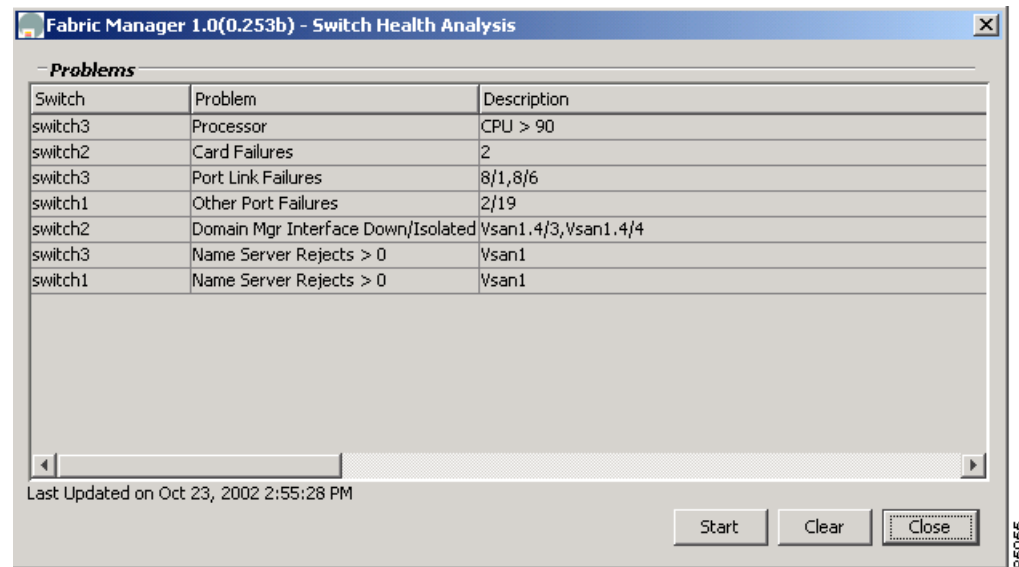 Fabric Manager 1.0(0.253b) - Switch Health Analysis
Problems
Switch Problem Description
switch3 Processor CPU > 90
switch2 Card Failures 2
switch3 Port Link Failures 8/1,8/6
switch1 Other Port Failures 2/19
switch2 Domain Mgr Interface Down/Isolated Vsan1.4/3,Vsan1.4/4
switch3 Name Server Rejects > 0 Vsan1
switch1 Name Server Rejects > 0 Vsan1
Last Updated on Oct 23, 2002 2:55:28 PM
Start Clear Close